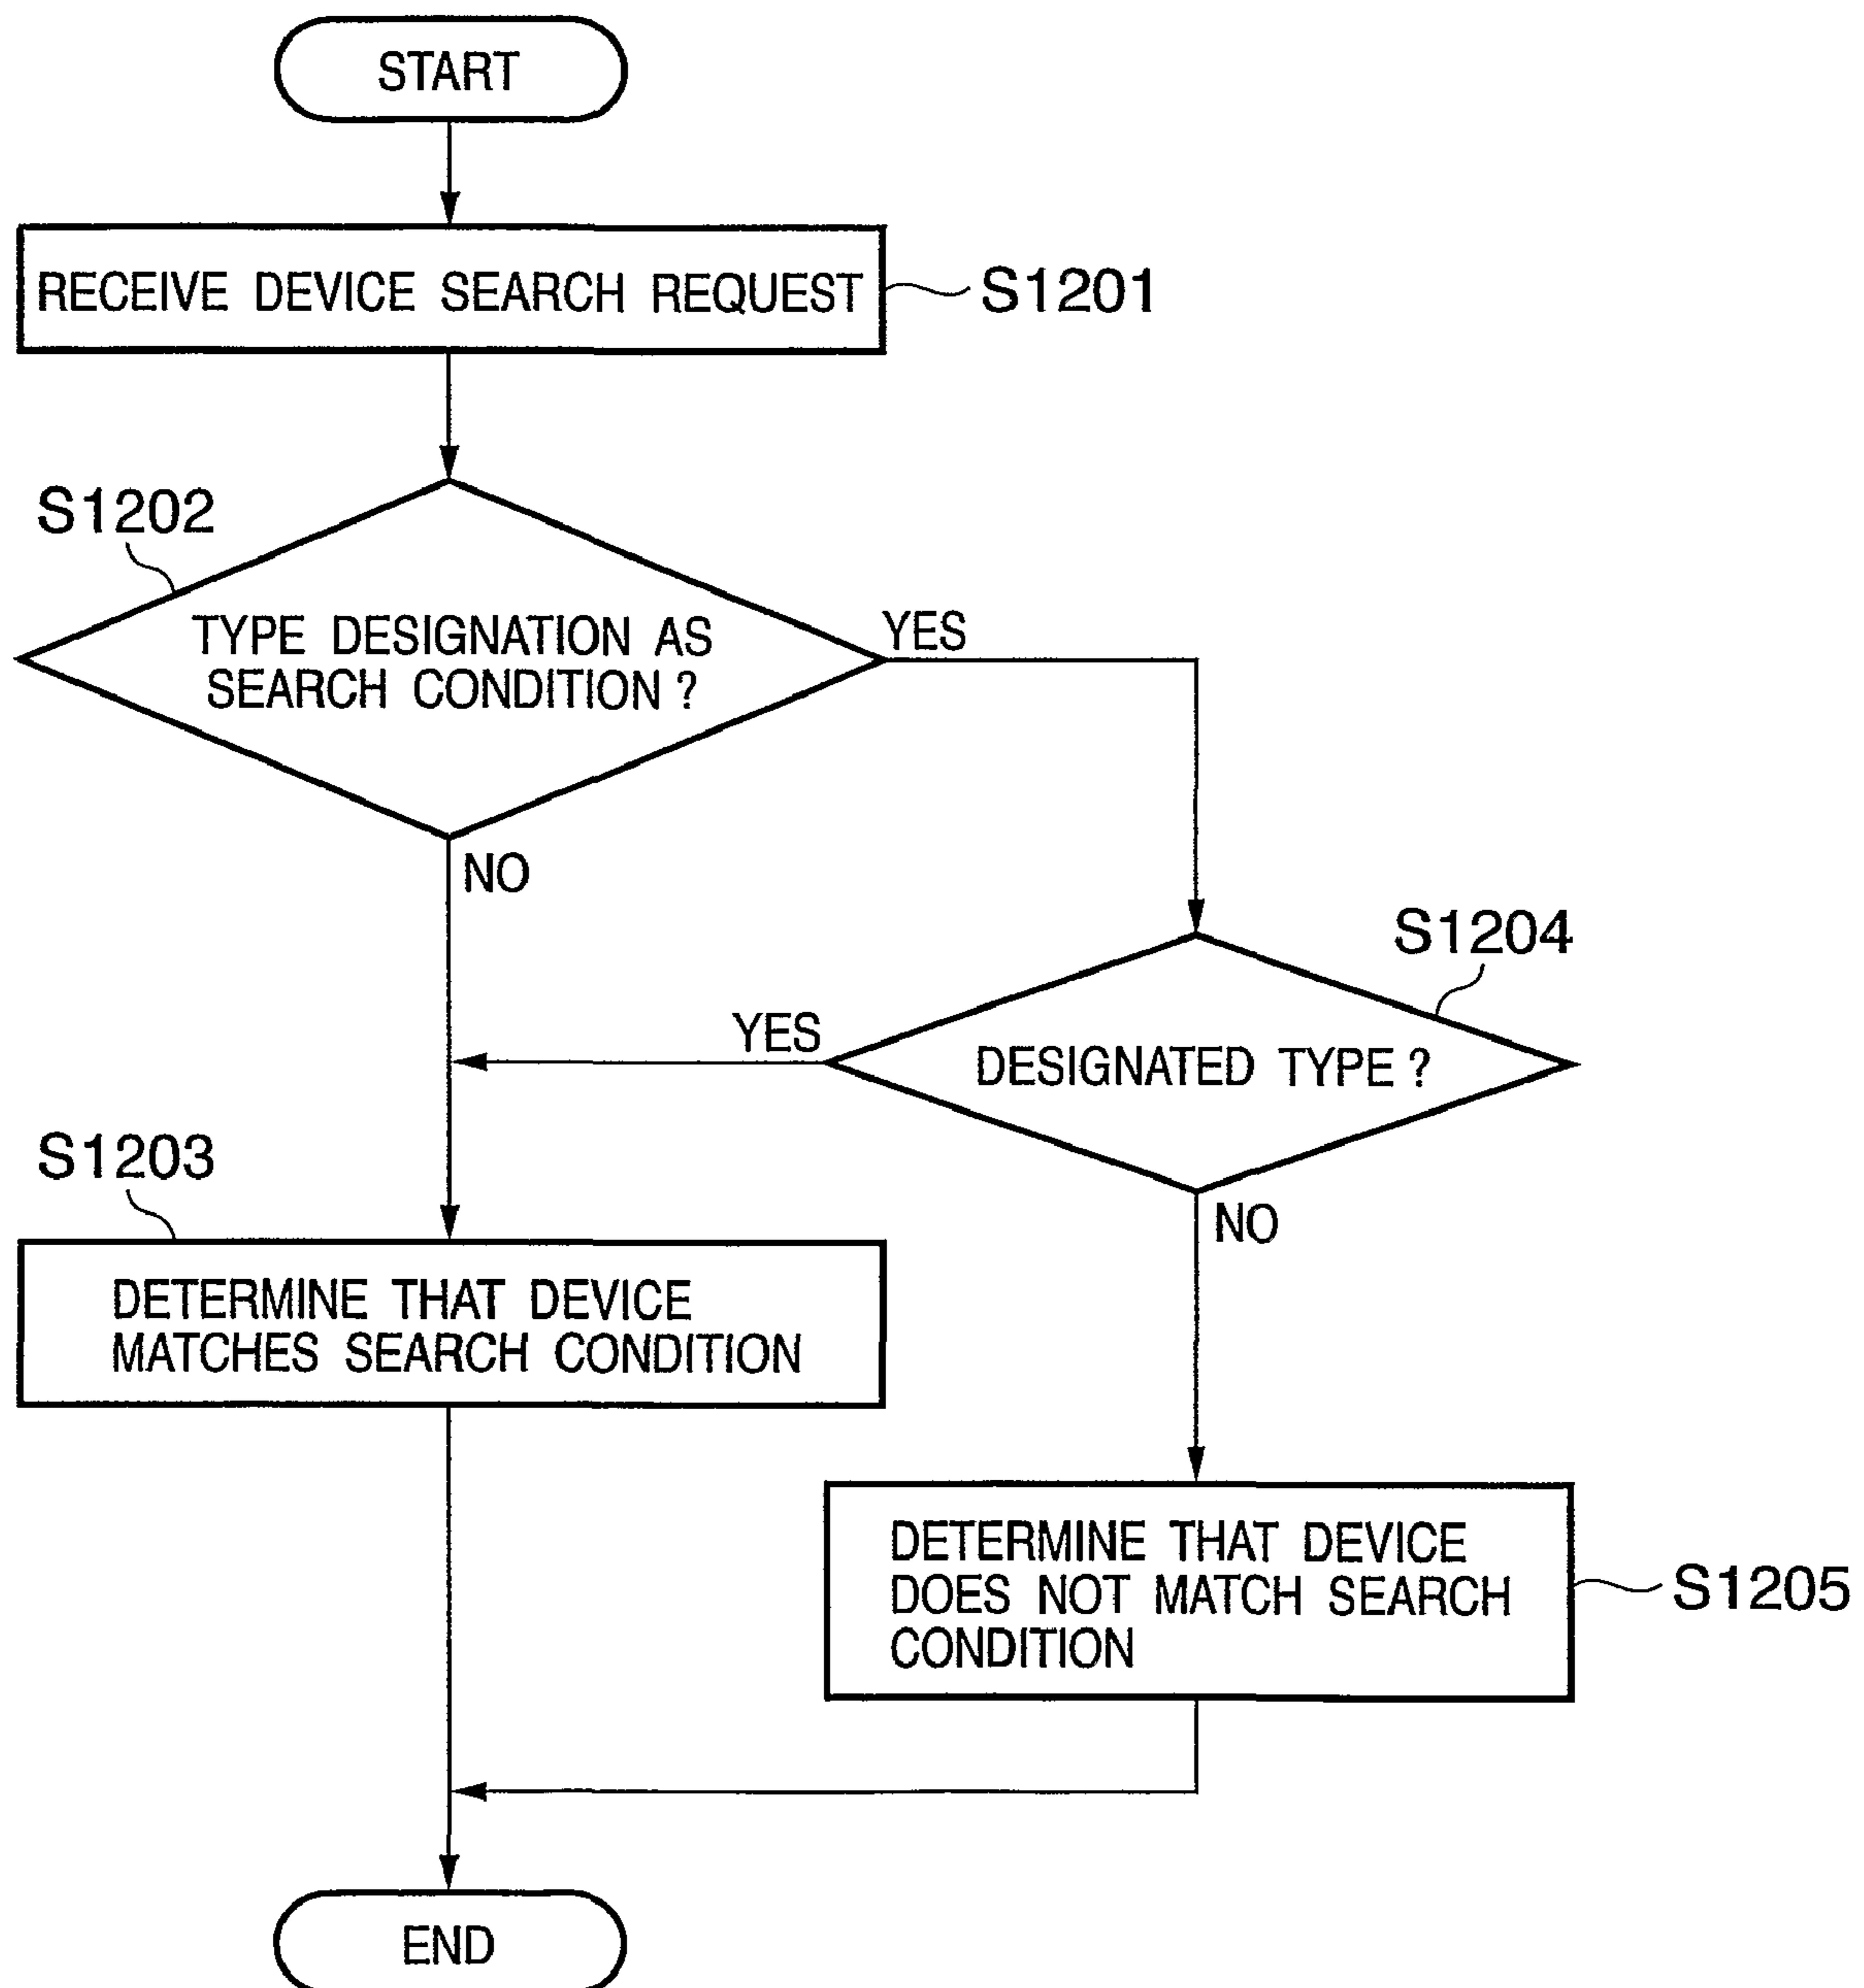 START
RECEIVE DEVICE SEARCH REQUEST
S1201
S1202
TYPE DESIGNATION AS
SEARCH CONDITION ?
YES
NO
S1204
YES
DESIGNATED TYPE ?
NO
S1203
DETERMINE THAT DEVICE
MATCHES SEARCH CONDITION
DETERMINE THAT DEVICE
DOES NOT MATCH SEARCH
CONDITION
S1205
END